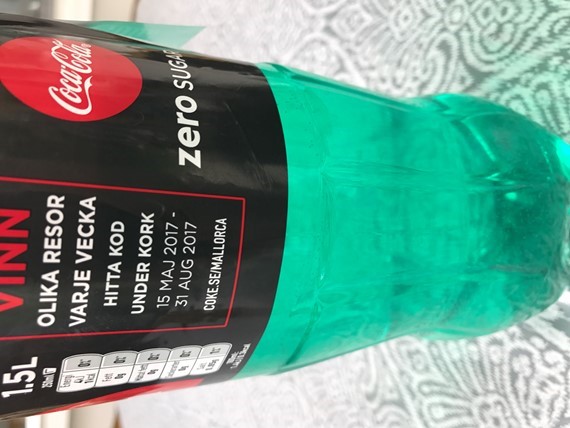 Coca-Cola
zero SUGAR
VINN
OLIKA RESOR
VARJE VECKA
HITTA KOD
UNDER KORK
15 MAJ 2017 -
31 AUG 2017
COKE.SE/MALLORCA
1.5L